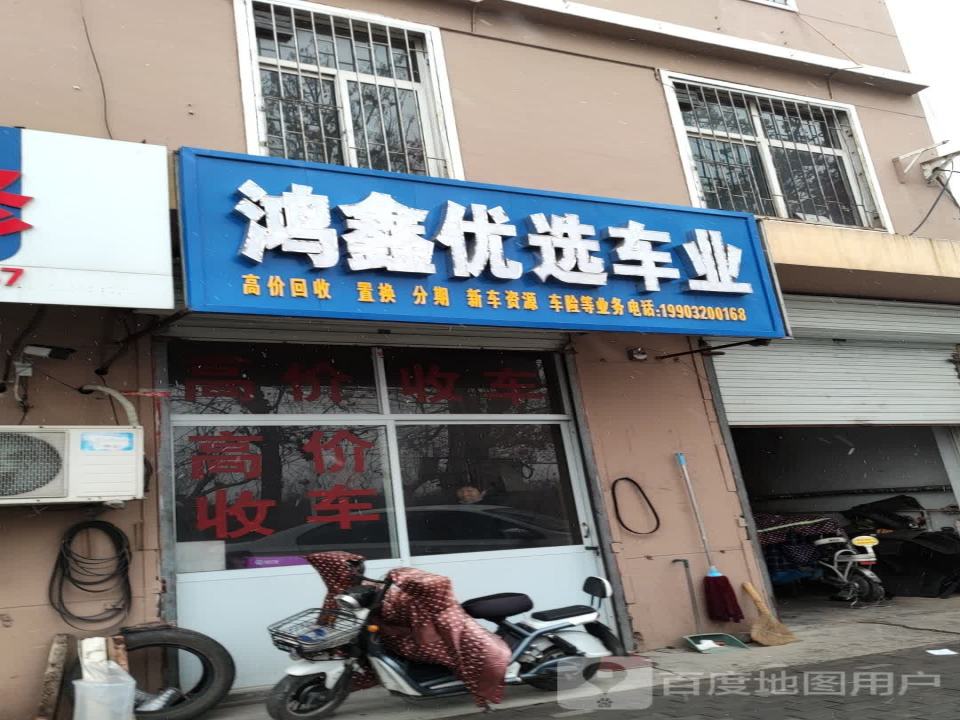 鸿鑫优选车业
高价回收 置换 分期 新车资源 车险等业务电话:19903200168
高价收车
高价
收车
百度地图用户